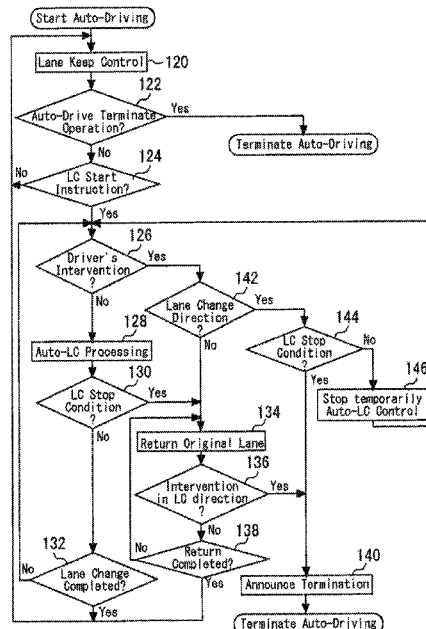 Start Auto-Driving
Lane Keep Control
120
122
Auto-Drive Terminate
Operation?
Yes
No
Terminate Auto-Driving
124
LC Start
Instruction?
No
Yes
126
Driver's
Intervention
?
Yes
No
142
Lane Change
Direction
?
Yes
No
144
LC Stop
Condition
?
No
Yes
128
Auto-LC Processing
130
LC Stop
Condition
?
Yes
No
146
Stop temporarily
Auto-LC Control
134
Return Original Lane
136
Intervention
in LC direction
?
Yes
No
138
Return
Completed?
No
Yes
132
Lane Change
Completed?
No
Yes
140
Announce Termination
Terminate Auto-Driving